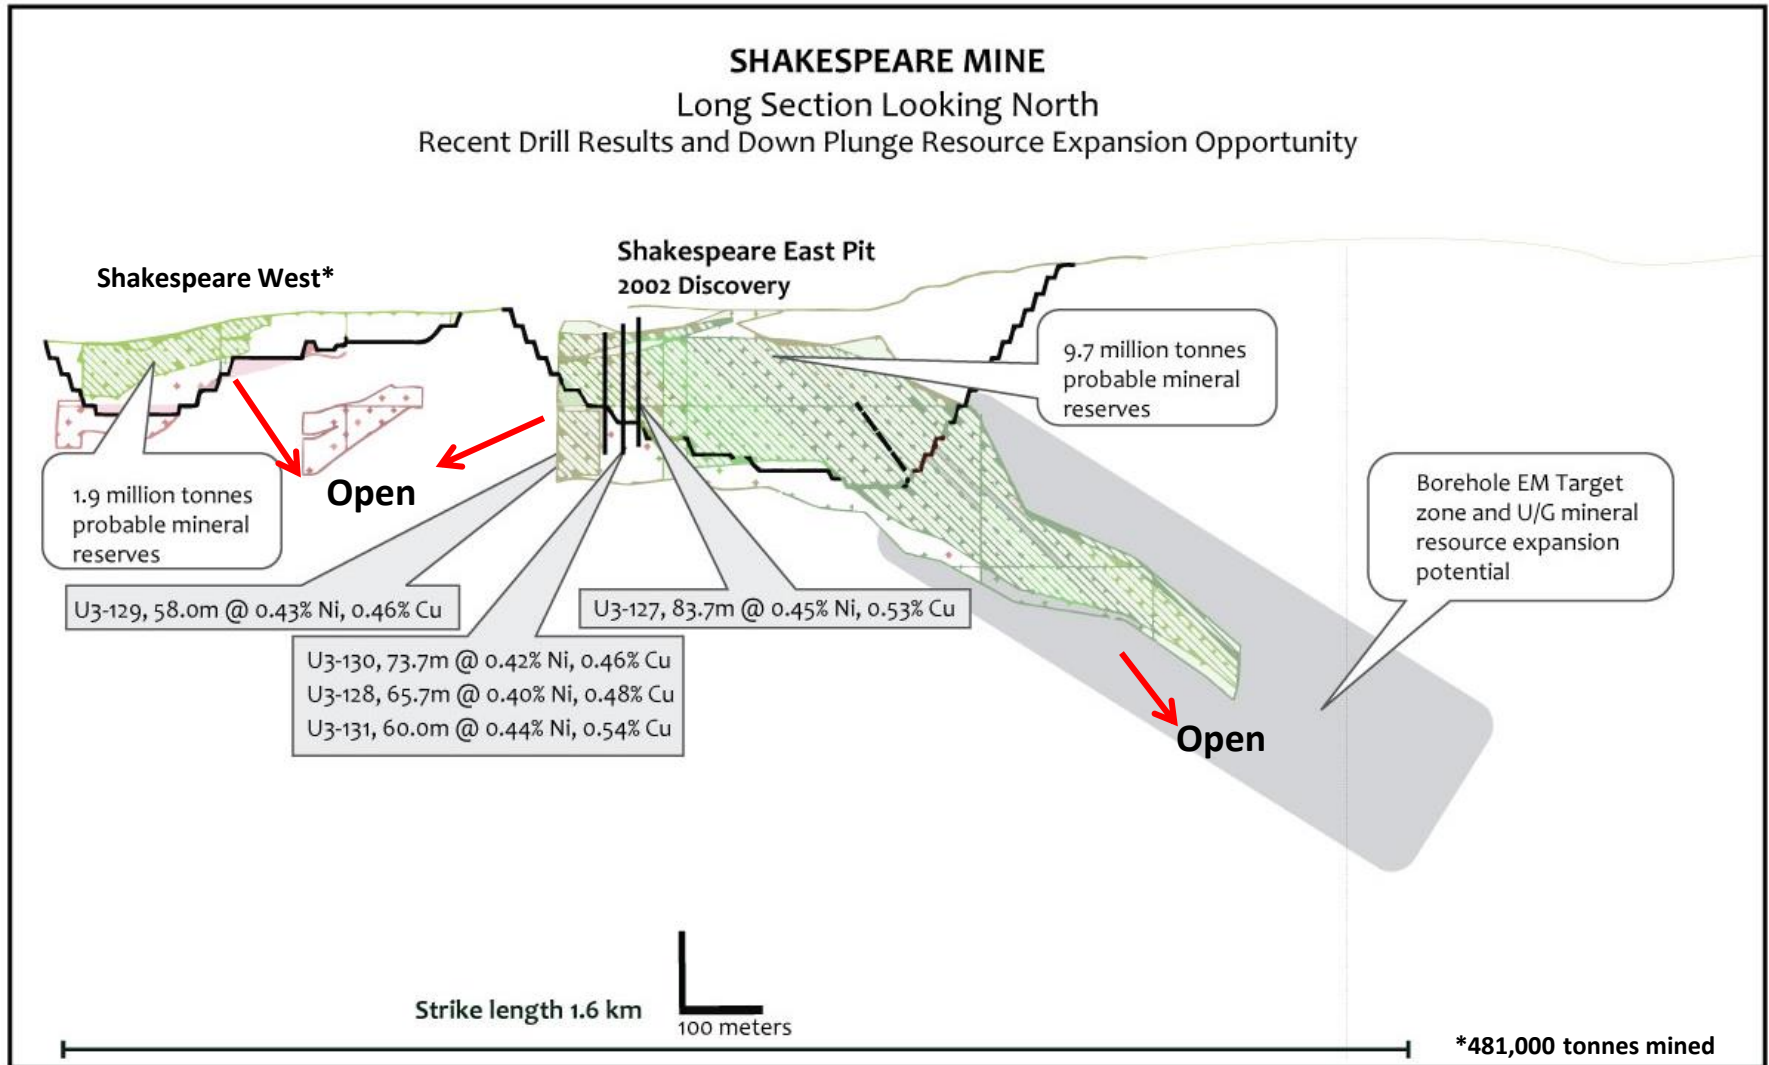 SHAKESPEARE MINE
Long Section Looking North
Recent Drill Results and Down Plunge Resource Expansion Opportunity
Shakespeare West*
Shakespeare East Pit
2002 Discovery
9.7 million tonnes
probable mineral
reserves
1.9 million tonnes
probable mineral
reserves
Open
Borehole EM Target
zone and U/G mineral
resource expansion
potential
U3-129, 58.0m @ 0.43% Ni, 0.46% Cu
U3-127, 83.7m @ 0.45% Ni, 0.53% Cu
U3-130, 73.7m @ 0.42% Ni, 0.46% Cu
U3-128, 65.7m @ 0.40% Ni, 0.48% Cu
U3-131, 60.0m @ 0.44% Ni, 0.54% Cu
Open
Strike length 1.6 km
100 meters
*481,000 tonnes mined